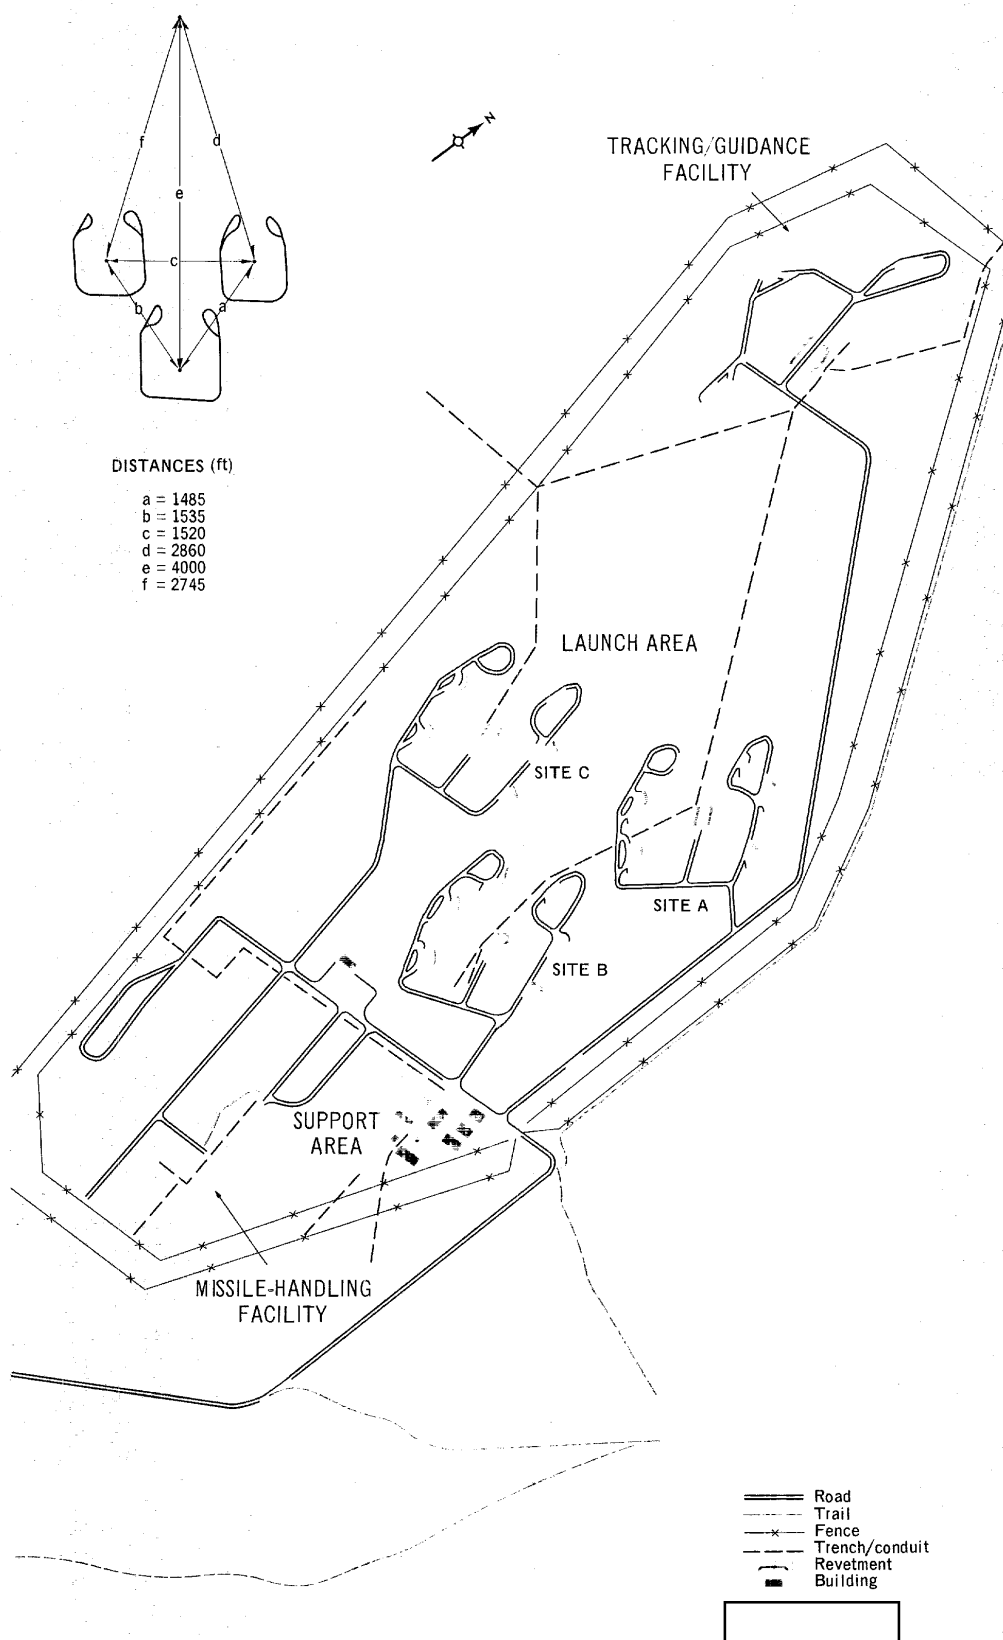 f
d
e
c
b
a
DISTANCES (ft)
a = 1485
b = 1535
c = 1520
d = 2860
e = 4000
f = 2745
N
TRACKING/GUIDANCE
FACILITY
LAUNCH AREA
SITE C
SITE A
SITE B
SUPPORT
AREA
MISSILE-HANDLING
FACILITY
Road
Trail
Fence
Trench/conduit
Revetment
Building